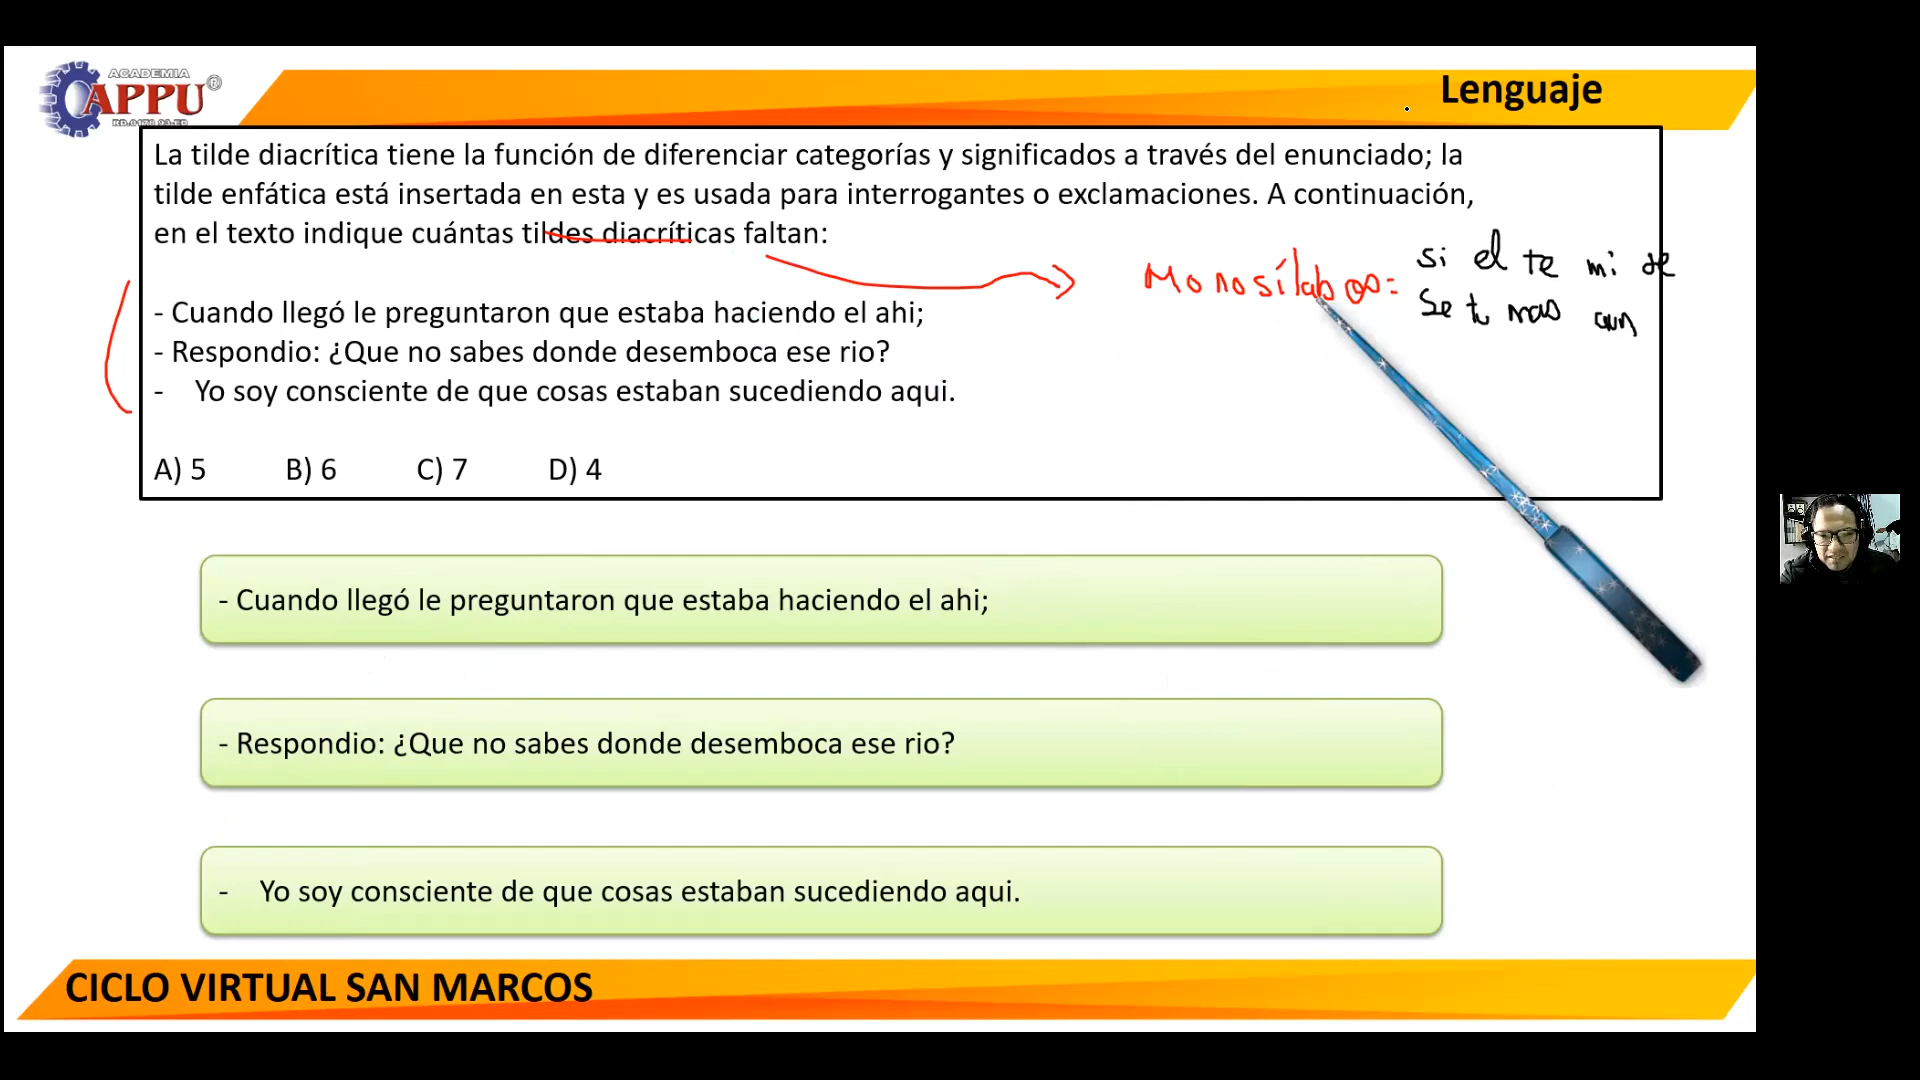 ACADEMIA
APPU®
RD.0170 93.ED
Lenguaje
La tilde diacrítica tiene la función de diferenciar categorías y significados a través del enunciado; la
tilde enfática está insertada en esta y es usada para interrogantes o exclamaciones. A continuación,
en el texto indique cuántas tildes diacríticas faltan:
Monosílabos= si el te mi de
se tu mas aun
- Cuando llegó le preguntaron que estaba haciendo el ahi;
- Respondio: ¿Que no sabes donde desemboca ese rio?
- Yo soy consciente de que cosas estaban sucediendo aqui.
A) 5 B) 6 C) 7 D) 4
- Cuando llegó le preguntaron que estaba haciendo el ahi;
- Respondio: ¿Que no sabes donde desemboca ese rio?
- Yo soy consciente de que cosas estaban sucediendo aqui.
CICLO VIRTUAL SAN MARCOS